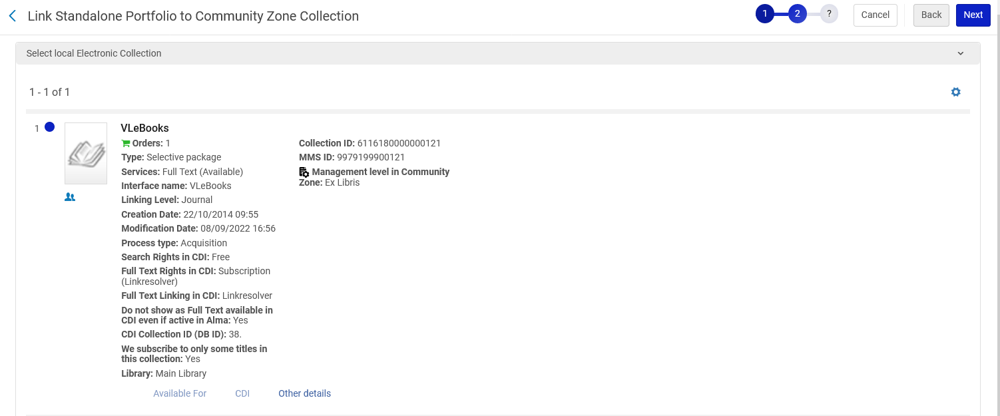 Link Standalone Portfolio to Community Zone Collection
1 2 ? Cancel Back Next
Select local Electronic Collection
1 - 1 of 1
1
VLeBooks
Orders: 1
Type: Selective package
Services: Full Text (Available)
Interface name: VLeBooks
Linking Level: Journal
Creation Date: 22/10/2014 09:55
Modification Date: 08/09/2022 16:56
Process type: Acquisition
Search Rights in CDI: Free
Full Text Rights in CDI: Subscription
(Linkresolver)
Full Text Linking in CDI: Linkresolver
Do not show as Full Text available in
CDI even if active in Alma: Yes
CDI Collection ID (DB ID): 38.
We subscribe to only some titles in
this collection: Yes
Library: Main Library
Collection ID: 6116180000000121
MMS ID: 9979199900121
Management level in Community
Zone: Ex Libris
Available For CDI Other details